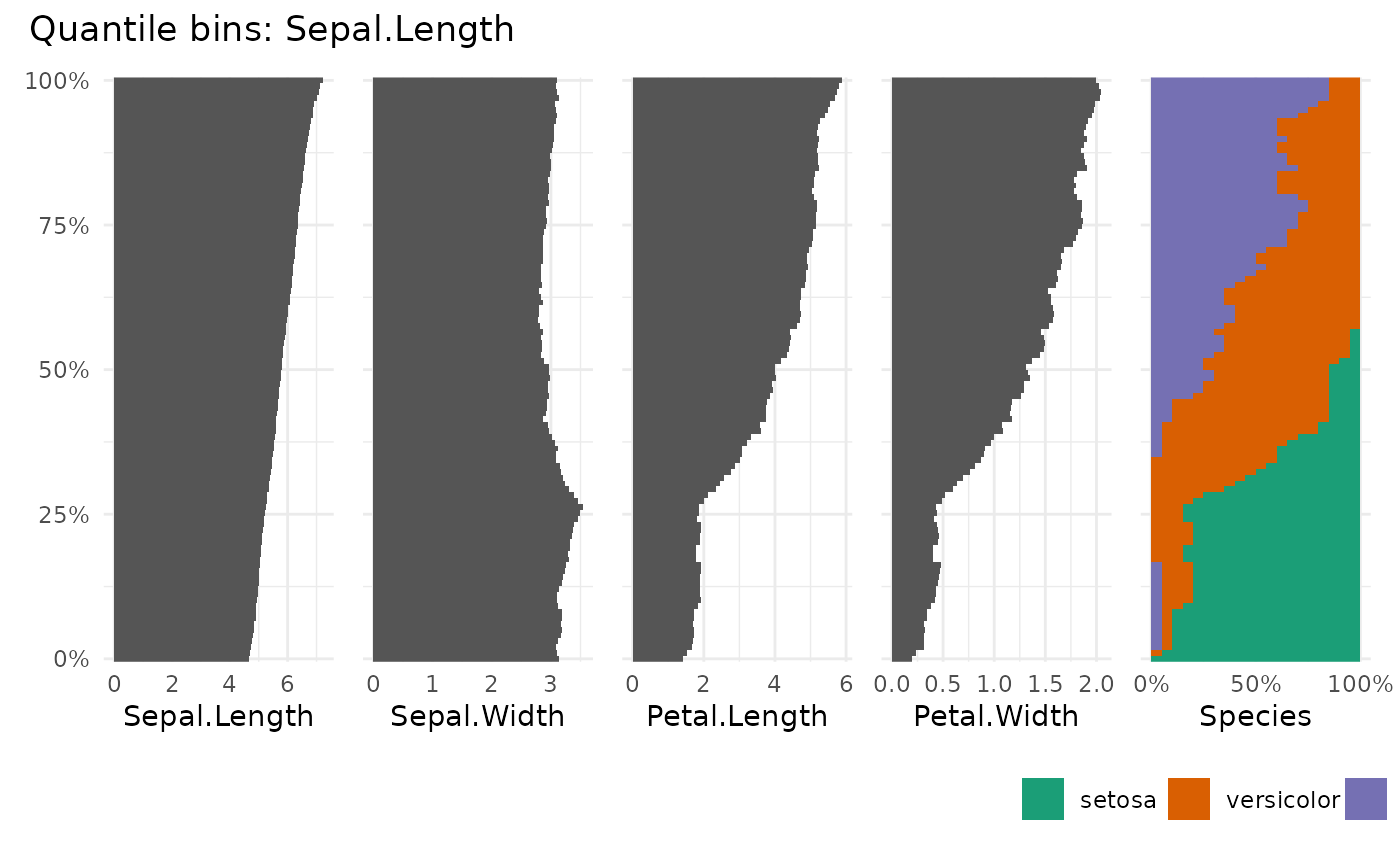 Quantile bins: Sepal.Length
100%
75%
50%
25%
0%
0 2 4 6
0 1 2 3
0 2 4 6
0.0 0.5 1.0 1.5 2.0
0% 50% 100%
Sepal.Length Sepal.Width Petal.Length Petal.Width Species
setosa versicolor